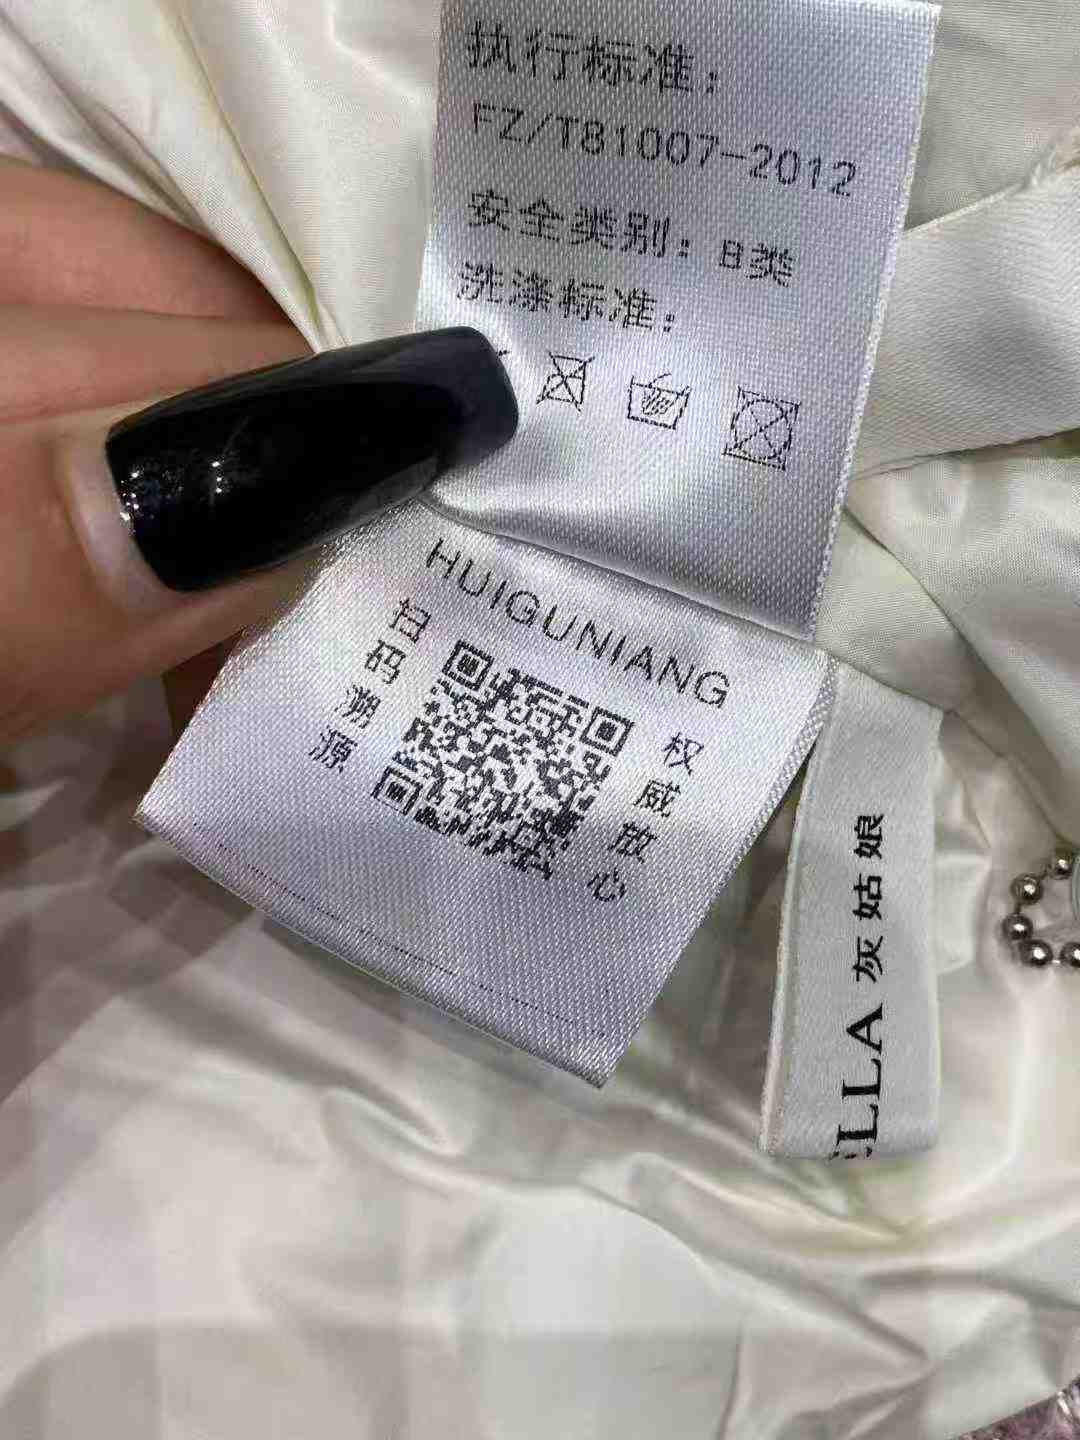 执行标准：
FZ/T81007-2012
安全类别：B类
洗涤标准：
HUIGUNIANG
扫码溯源
权威放心
LLA 灰姑娘